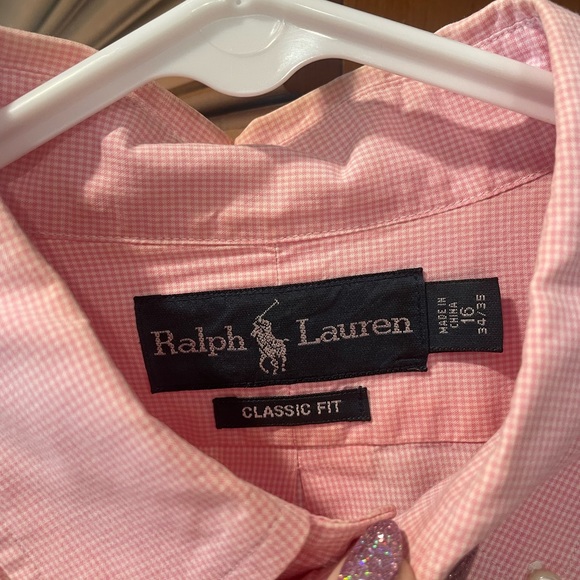 Ralph Lauren
MADE IN
CHINA
16
34/35
CLASSIC FIT